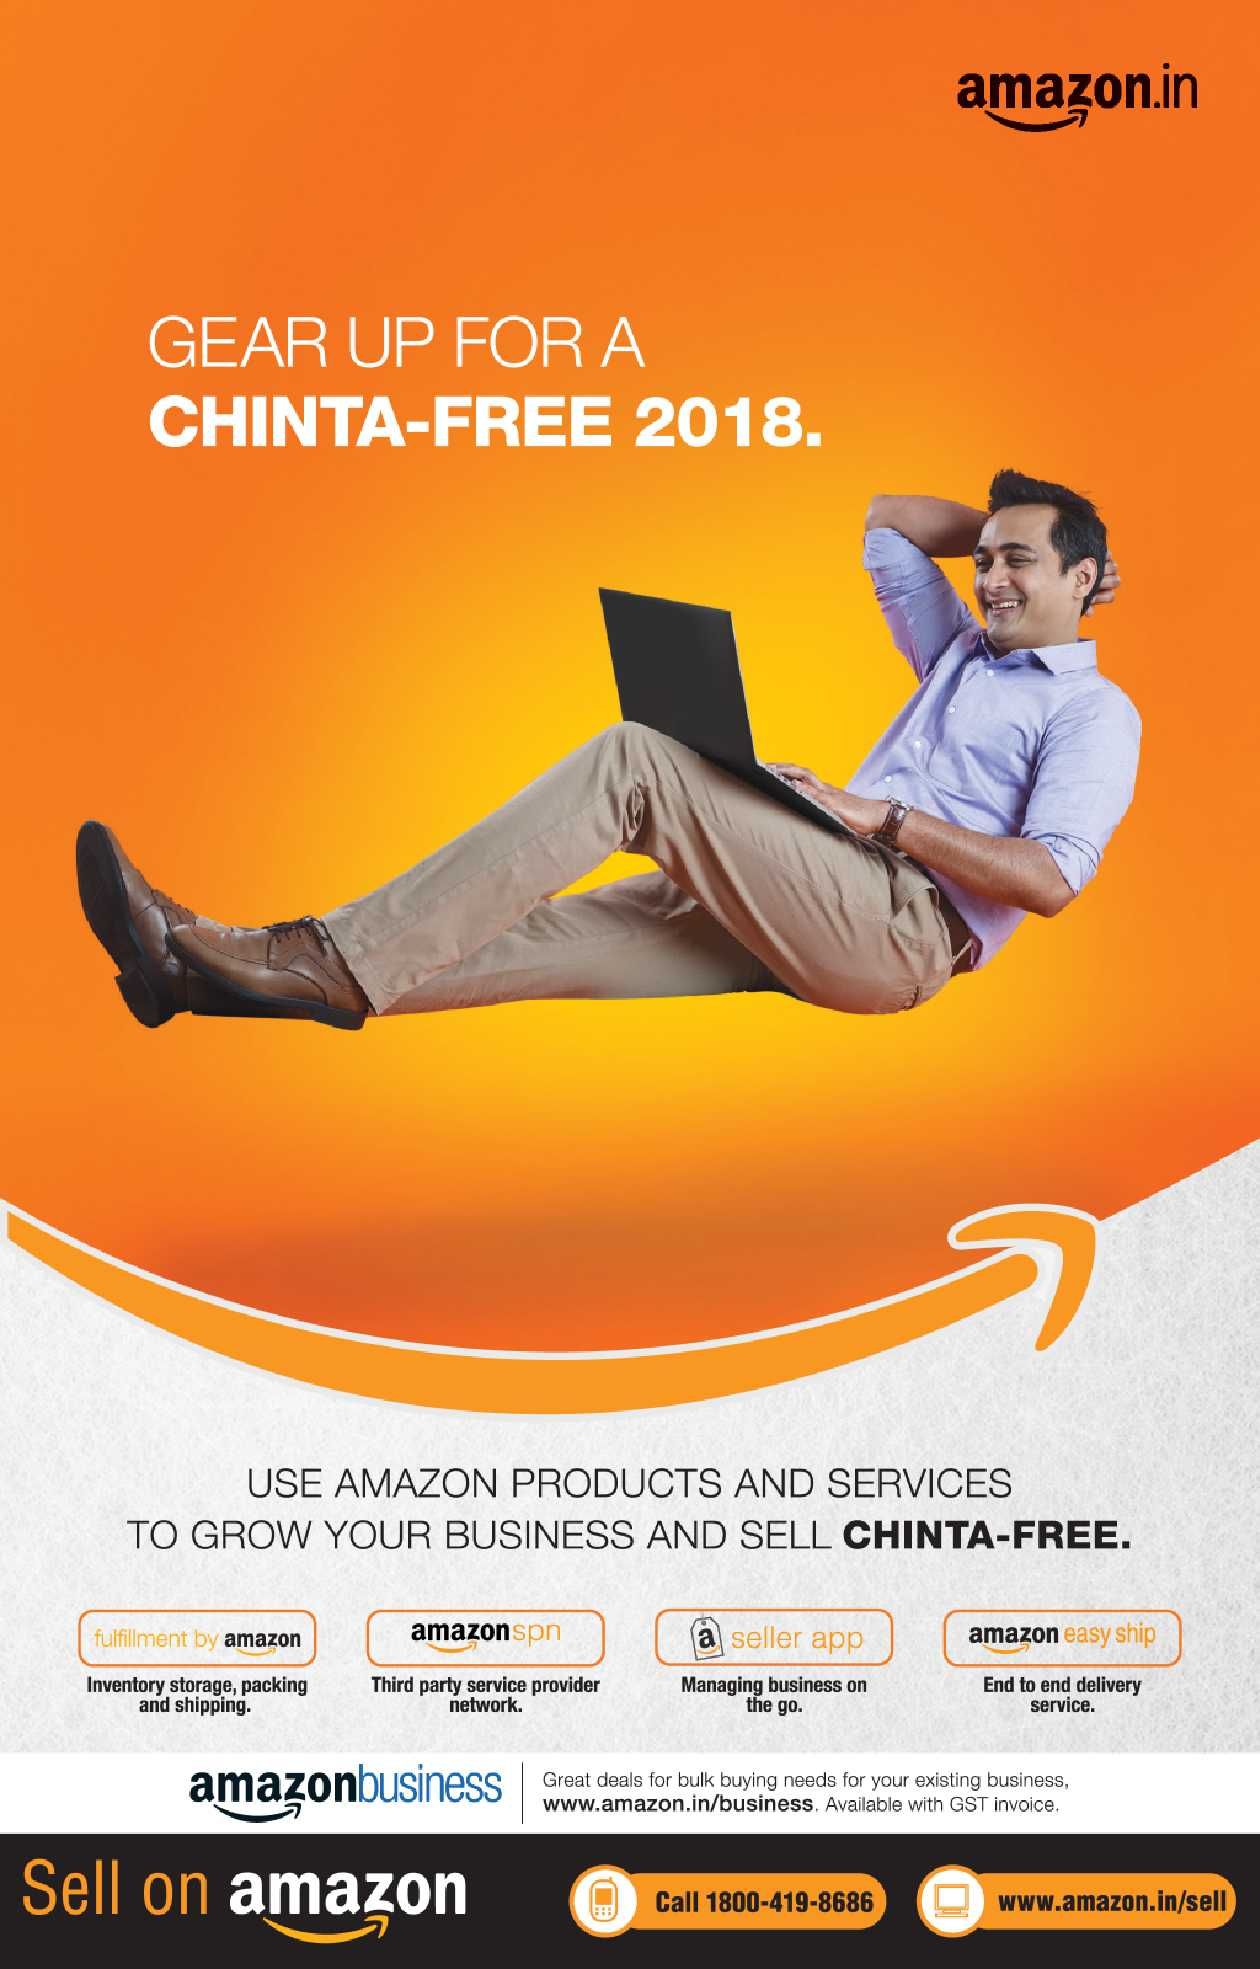 amazon.in
GEAR UP FOR A
CHINTA-FREE 2018.
USE AMAZON PRODUCTS AND SERVICES
TO GROW YOUR BUSINESS AND SELL CHINTA-FREE.
fulfillment by amazon
Inventory storage, packing
and shipping.
amazon spn
Third party service provider
network.
a seller app
Managing business on
the go.
amazon easy ship
End to end delivery
service.
amazonbusiness
Great deals for bulk buying needs for your existing business,
www.amazon.in/business. Available with GST invoice.
Sell on amazon
Call 1800-419-8686
www.amazon.in/sell